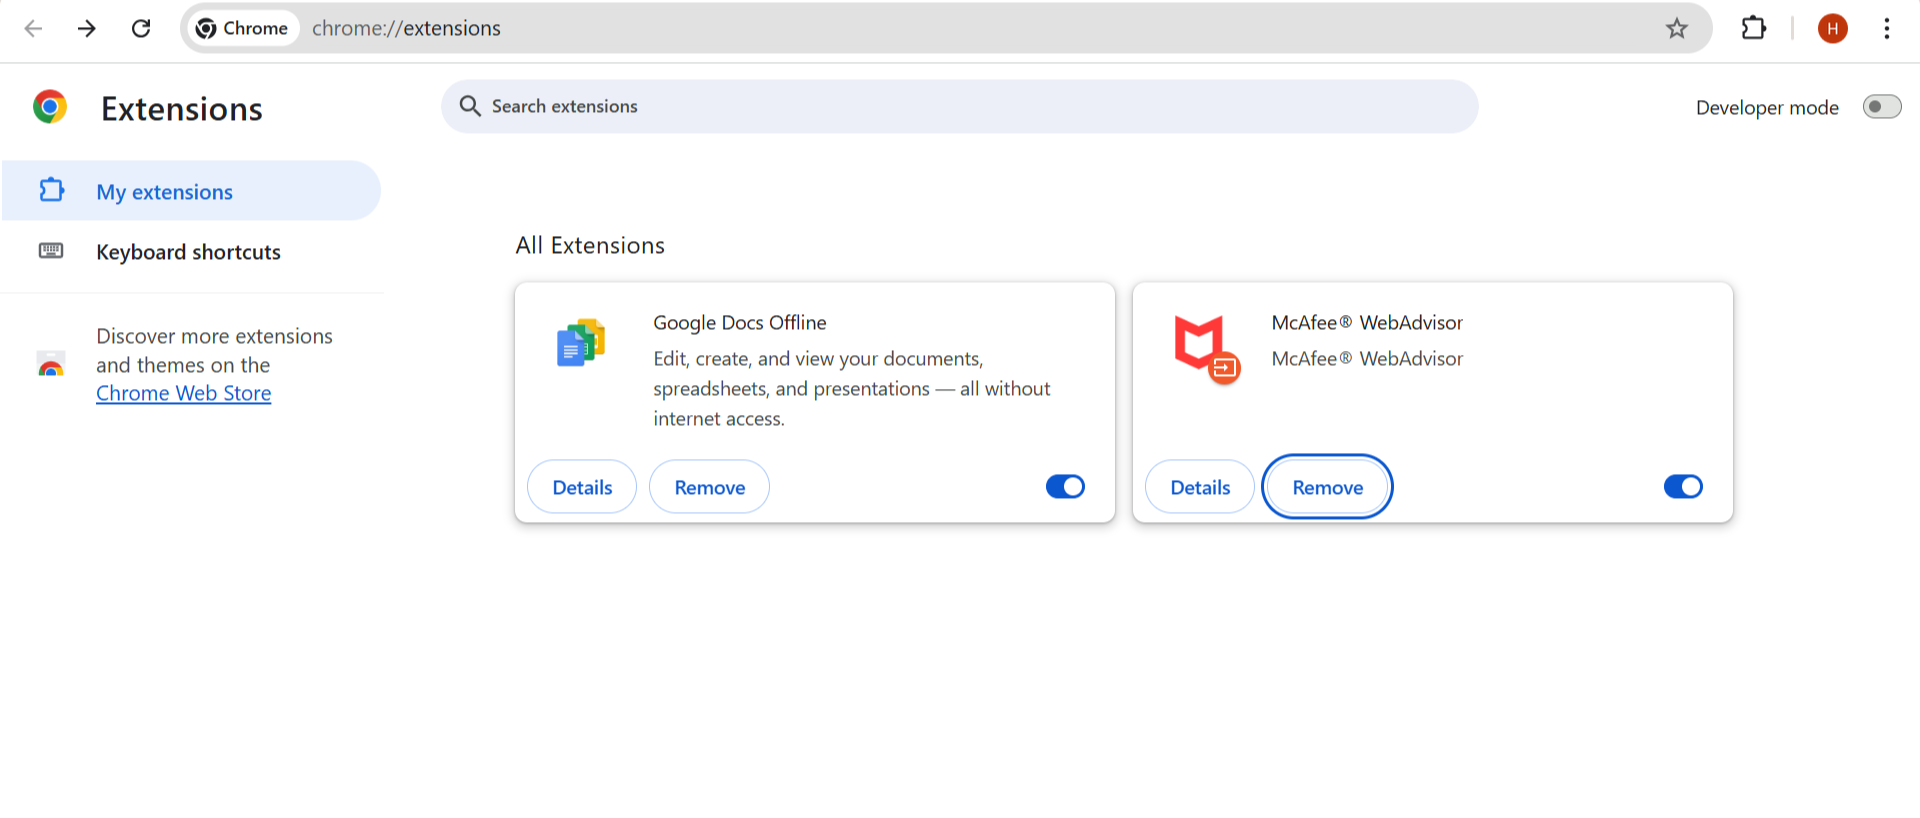 Chrome
chrome://extensions
H
Extensions
Search extensions
Developer mode
My extensions
Keyboard shortcuts
Discover more extensions
and themes on the
Chrome Web Store
All Extensions
Google Docs Offline
Edit, create, and view your documents,
spreadsheets, and presentations — all without
internet access.
Details
Remove
McAfee® WebAdvisor
McAfee® WebAdvisor
Details
Remove